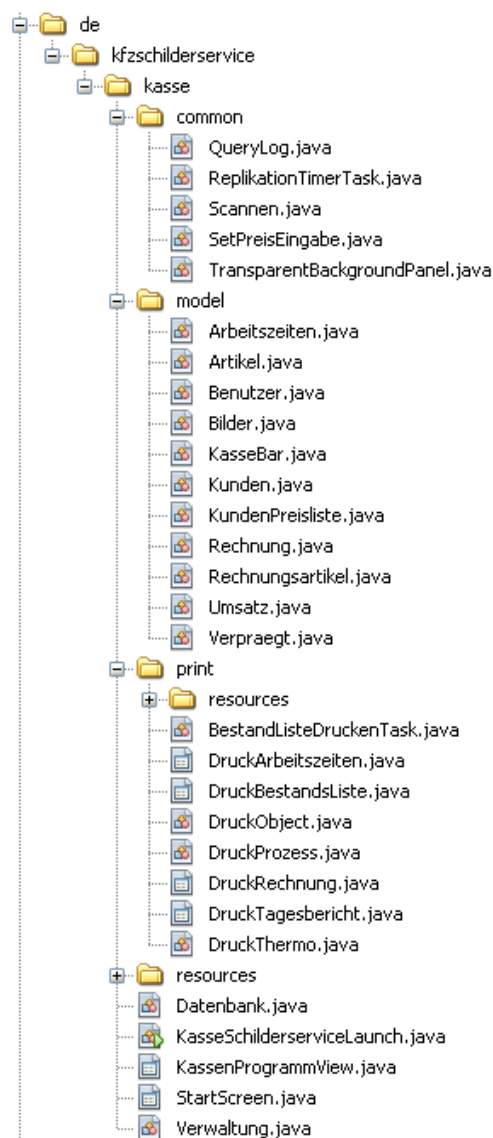 de
kfzschilderservice
kasse
common
QueryLog.java
ReplikationTimerTask.java
Scannen.java
SetPreisEingabe.java
TransparentBackgroundPanel.java
model
Arbeitszeiten.java
Artikel.java
Benutzer.java
Bilder.java
KasseBar.java
Kunden.java
KundenPreisliste.java
Rechnung.java
Rechnungsartikel.java
Umsatz.java
Verpraegt.java
print
resources
BestandListeDruckenTask.java
DruckArbeitszeiten.java
DruckBestandsListe.java
DruckObject.java
DruckProzess.java
DruckRechnung.java
DruckTagesbericht.java
DruckThermo.java
resources
Datenbank.java
KasseSchilderserviceLaunch.java
KassenProgrammView.java
StartScreen.java
Verwaltung.java